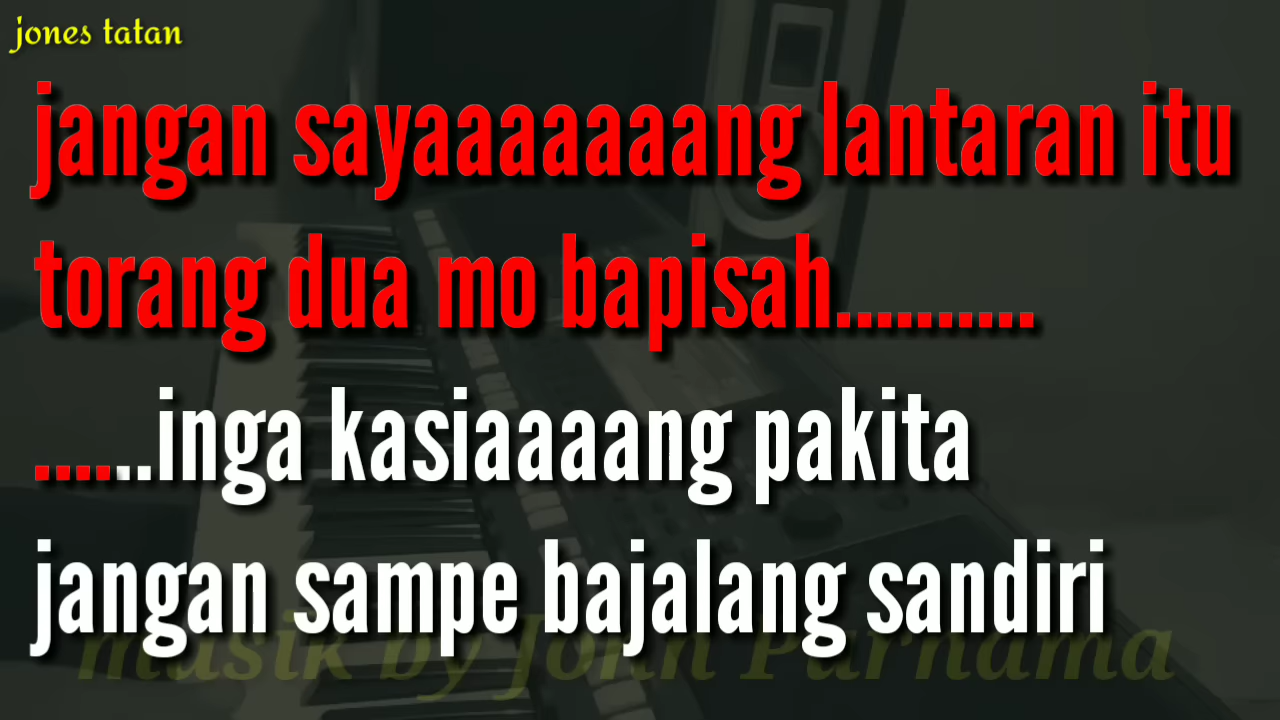 jones tatan
jangan sayaaaaaaaang lantaran itu
torang dua mo bapisah..........
......inga kasiaaaang pakita
jangan sampe bajalang sandiri
musik by John Purnama